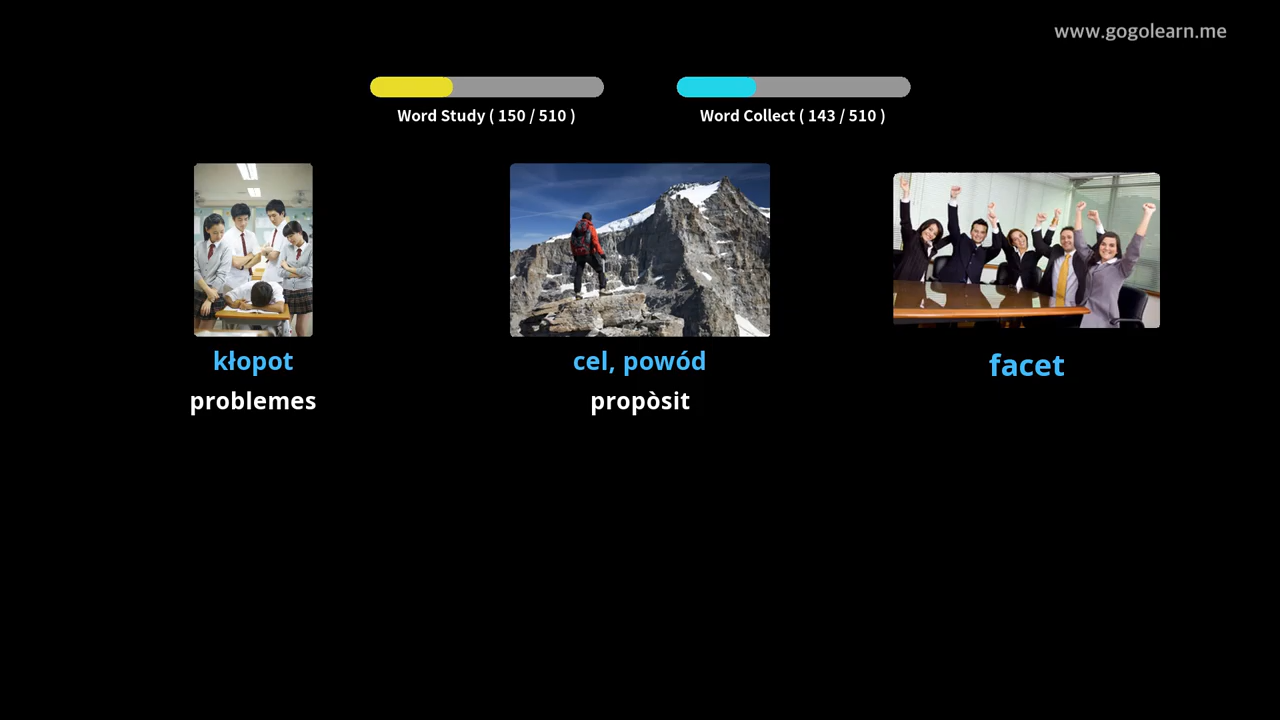 www.gogolearn.me
Word Study ( 150 / 510 )
Word Collect ( 143 / 510 )
kłopot
problemes
cel, powód
propòsit
facet